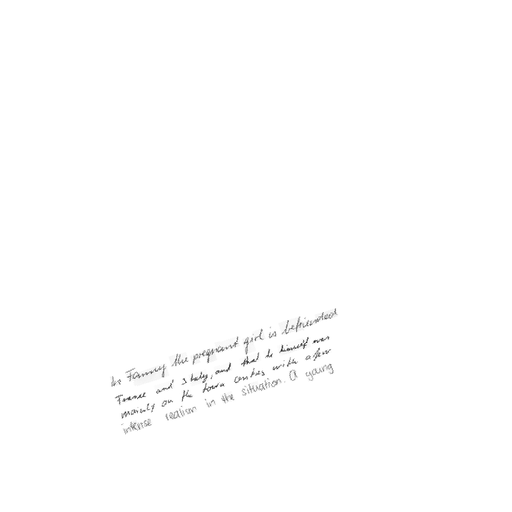 In Fanny the pregnant girl is befriended
France and Italy, and that he himself was
mainly on the town centres with a few
intense realism in the situation. A young